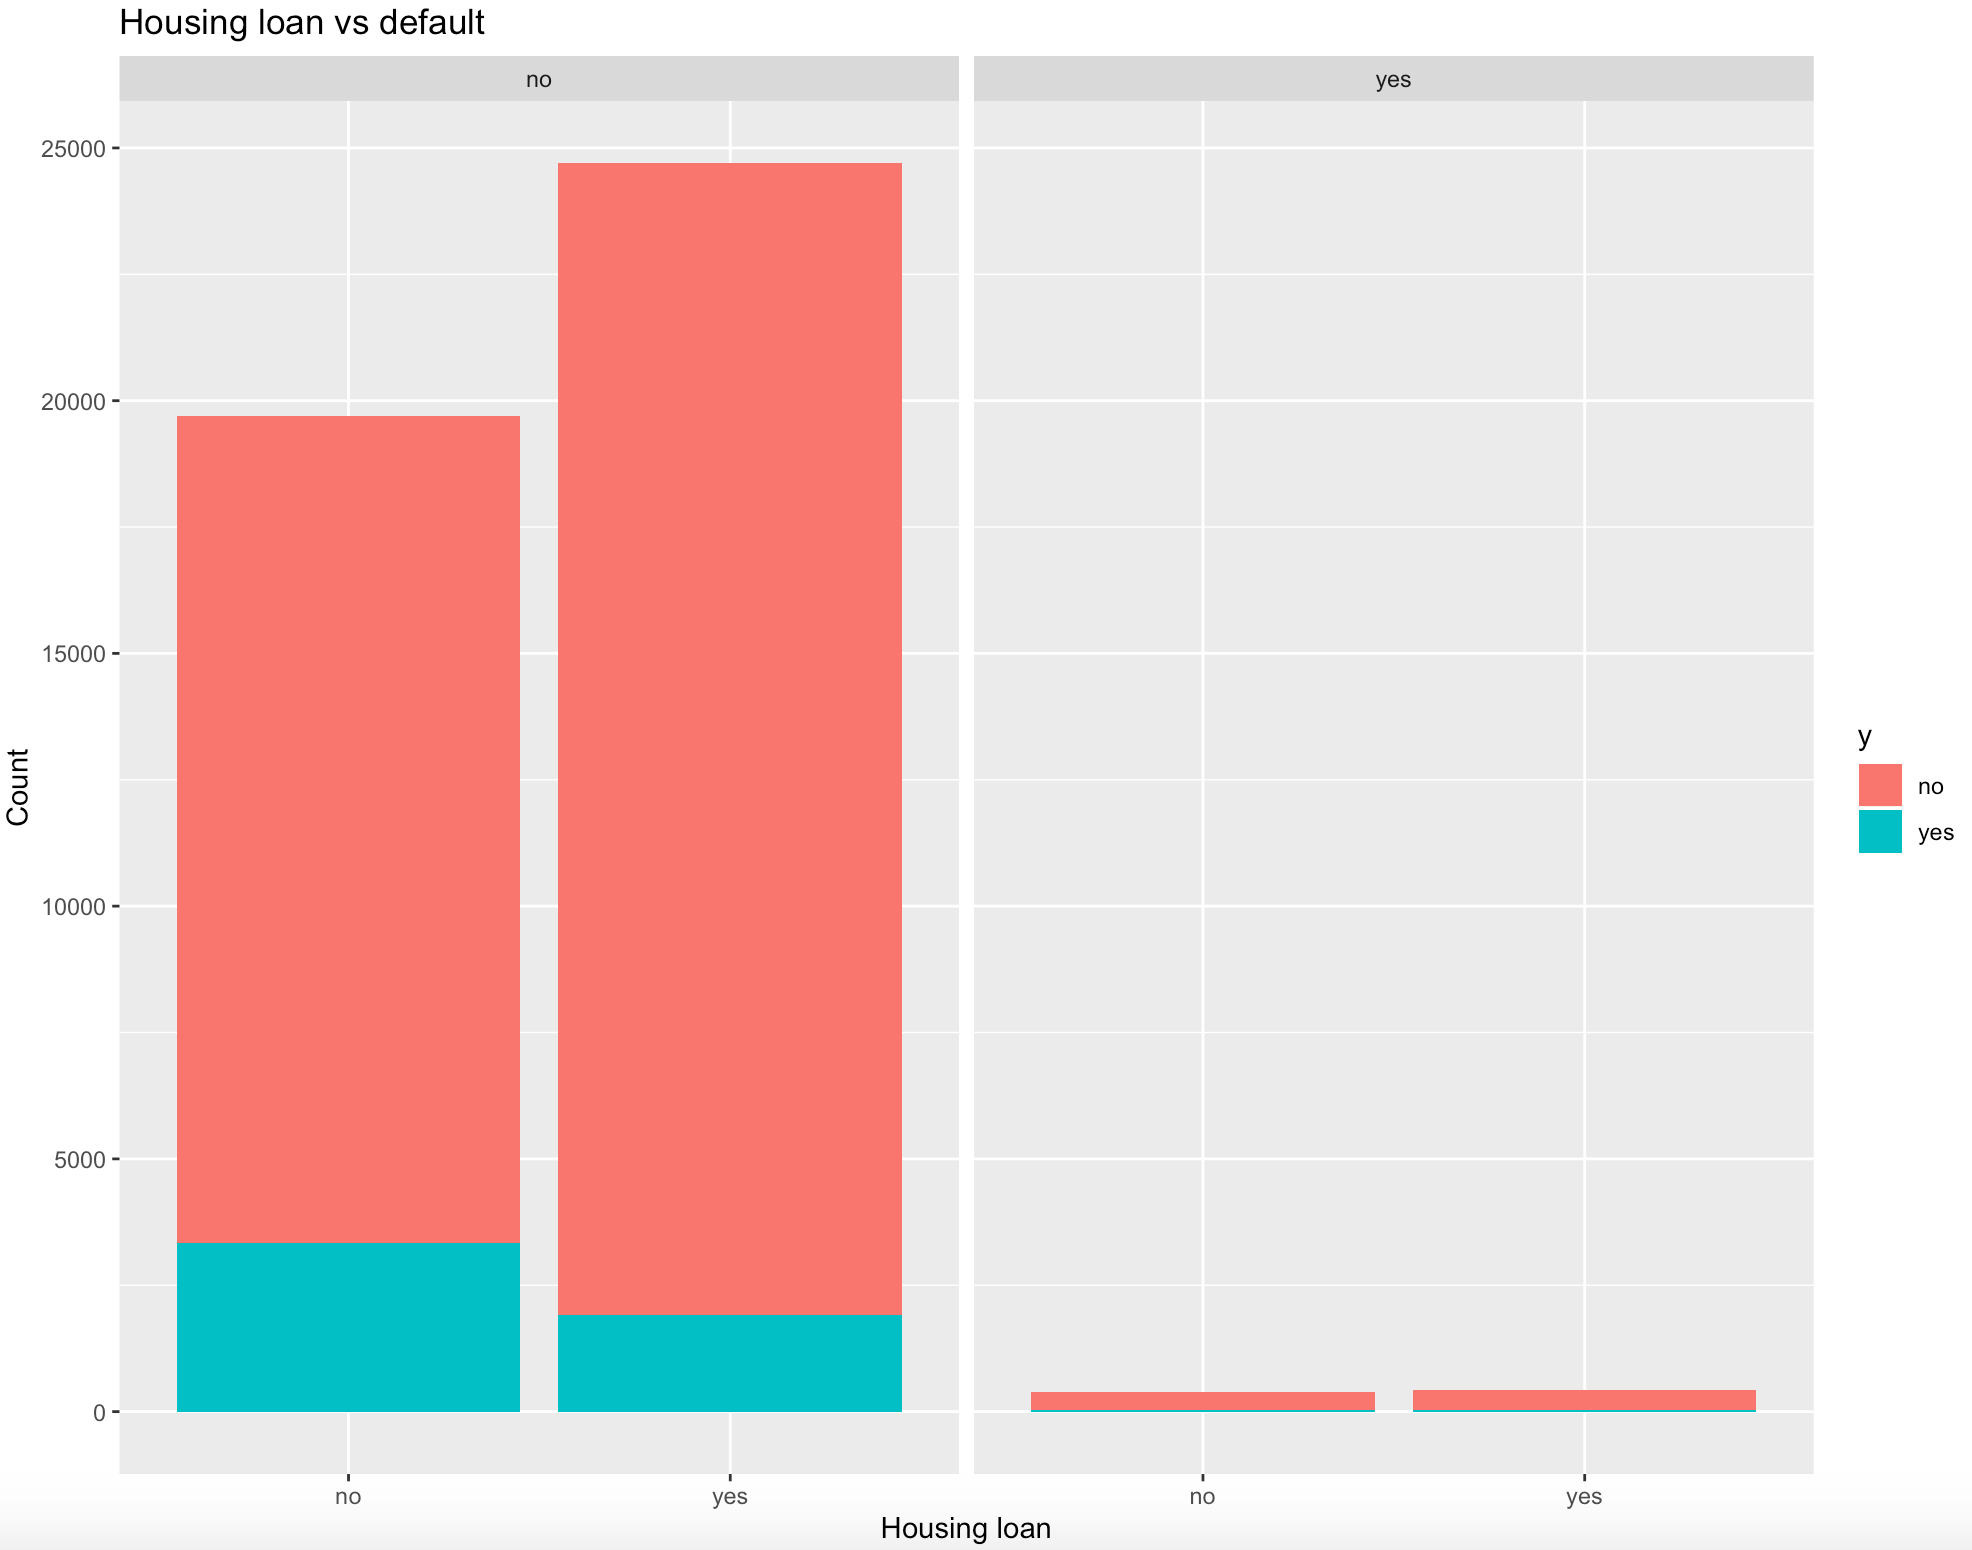 Housing loan vs default
no
yes
25000
20000
15000
10000
5000
0
Count
no
yes
no
yes
Housing loan
y
no
yes